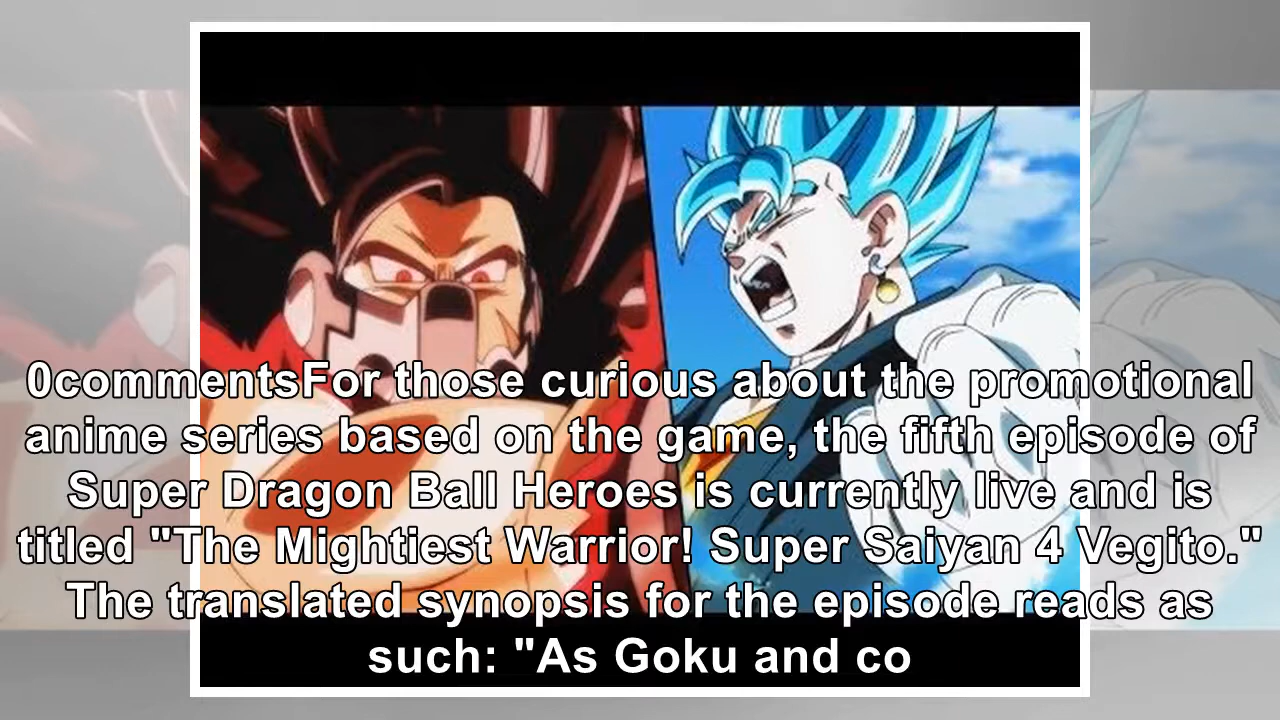 0commentsFor those curious about the promotional
anime series based on the game, the fifth episode of
Super Dragon Ball Heroes is currently live and is
titled "The Mightiest Warrior! Super Saiyan 4 Vegito."
The translated synopsis for the episode reads as
such: "As Goku and co